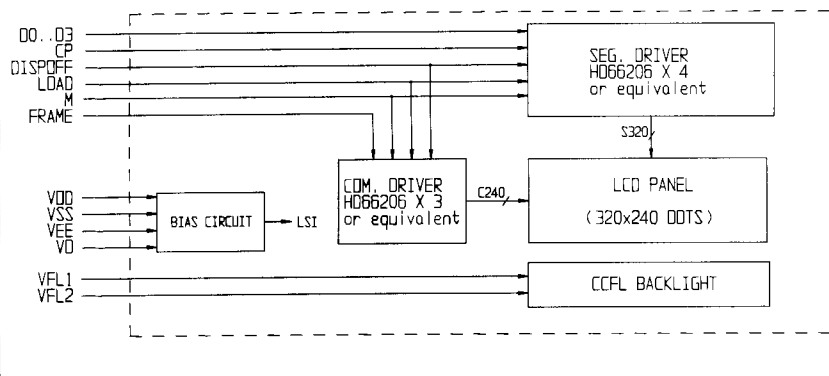 D0..D3
CP
DISPOFF
LOAD
M
FRAME
SEG. DRIVER
HD66206 X 4
or equivalent
S320
COM. DRIVER
HD66206 X 3
or equivalent
C240
LCD PANEL
(320x240 DOTS)
VDD
VSS
VEE
VO
BIAS CIRCUIT
LSI
VFL1
VFL2
CCFL BACKLIGHT